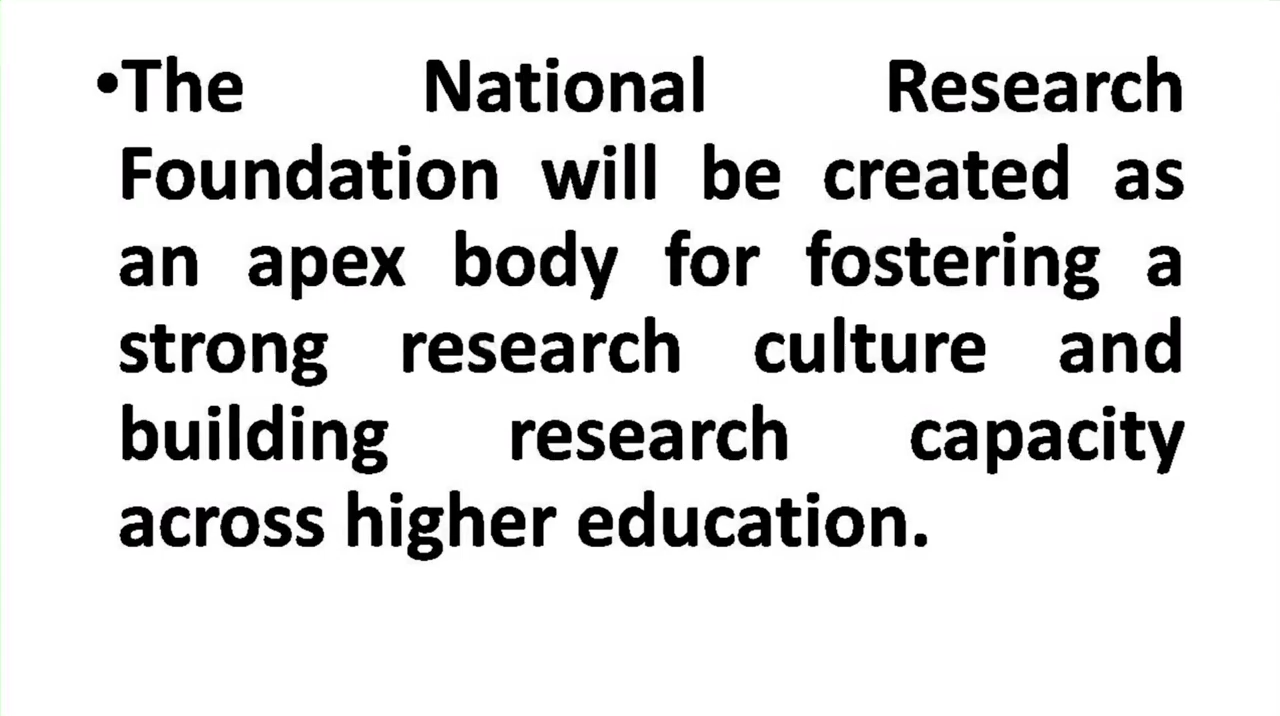 •The National Research
Foundation will be created as
an apex body for fostering a
strong research culture and
building research capacity
across higher education.